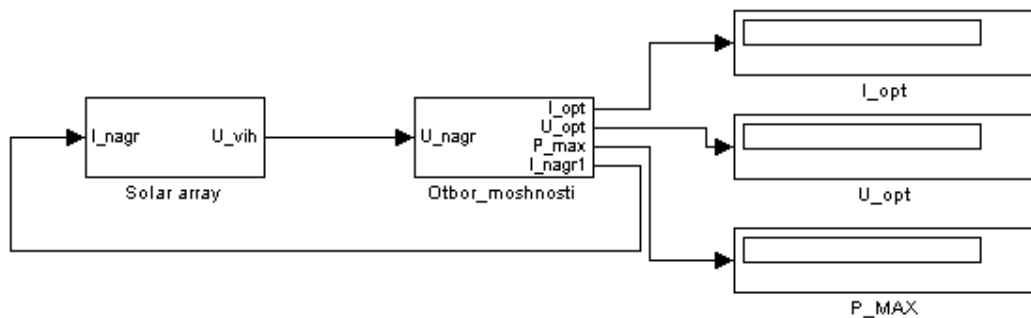 I_nagr
U_vih
Solar array
U_nagr
I_opt
U_opt
P_max
I_nagr1
Otbor_moshnosti
I_opt
U_opt
P_MAX